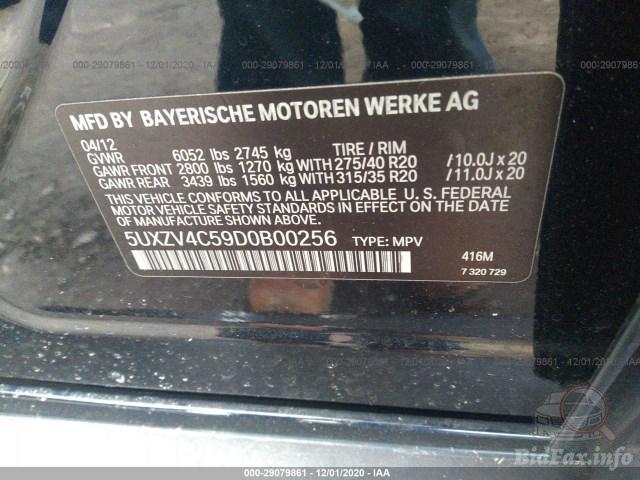 000-29079861 - 12/01/2020 - IAA
MFD BY BAYERISCHE MOTOREN WERKE AG
04/12
GVWR 6052 lbs 2745 kg TIRE / RIM
GAWR FRONT 2800 lbs 1270 kg WITH 275/40 R20 / 10.0J x 20
GAWR REAR 3439 lbs 1560 kg WITH 315/35 R20 / 11.0J x 20
THIS VEHICLE CONFORMS TO ALL APPLICABLE U. S. FEDERAL
MOTOR VEHICLE SAFETY STANDARDS IN EFFECT ON THE DATE
OF MANUFACTURE SHOWN ABOVE.
5UXZV4C59D0B00256 TYPE: MPV
416M
7 320 729
BidFax.info
000-29079861 - 12/01/2020 - IAA